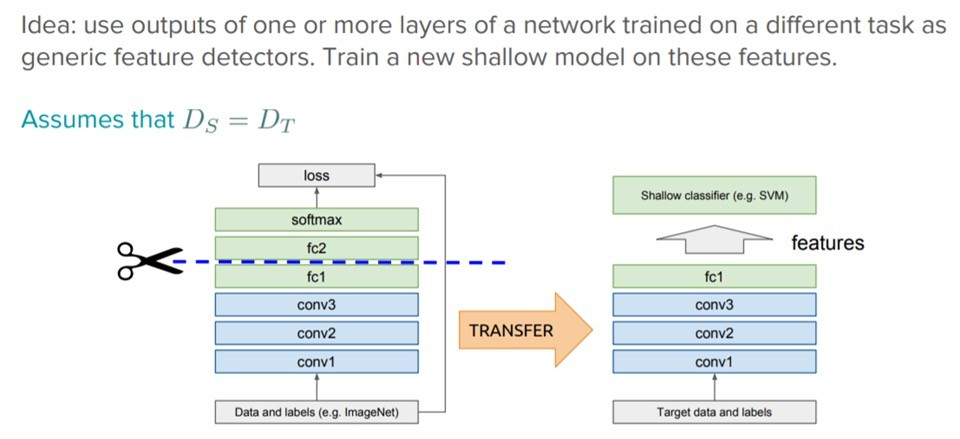 Idea: use outputs of one or more layers of a network trained on a different task as
generic feature detectors. Train a new shallow model on these features.
Assumes that D_S = D_T
loss
softmax
fc2
fc1
conv3
conv2
conv1
Data and labels (e.g. ImageNet)
TRANSFER
Shallow classifier (e.g. SVM)
features
fc1
conv3
conv2
conv1
Target data and labels